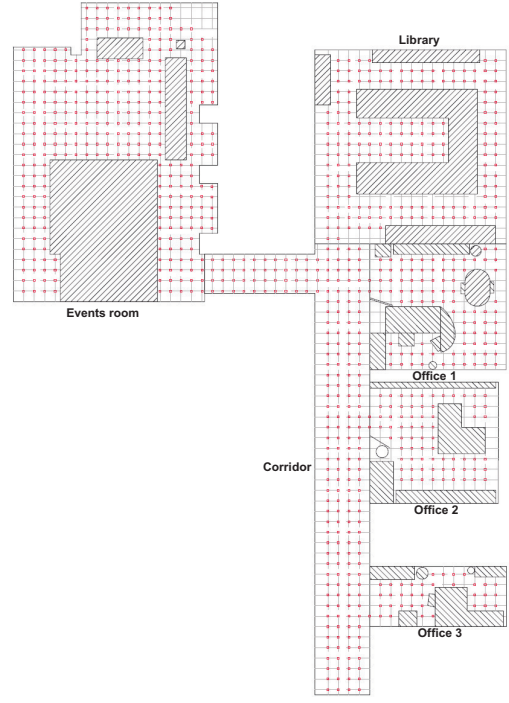 Library
Events room
Office 1
Corridor
Office 2
Office 3